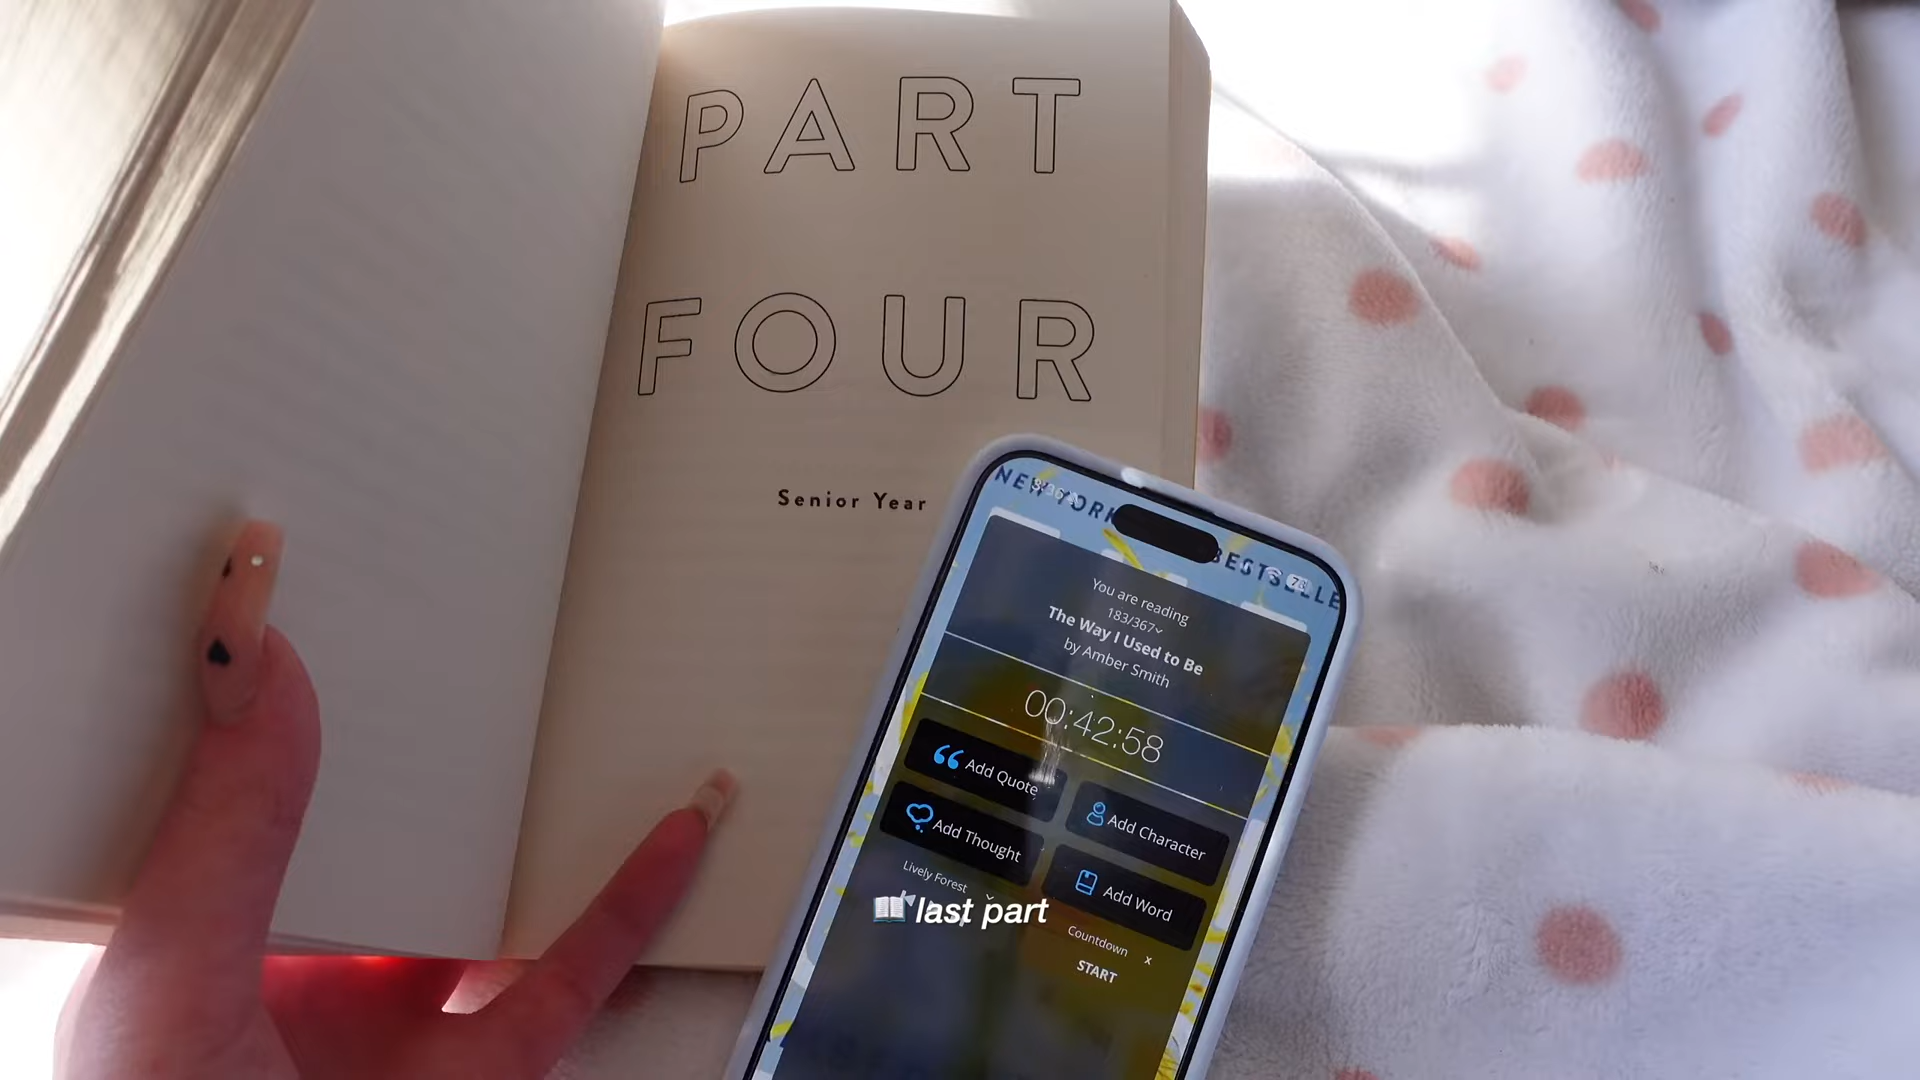 PART
FOUR
Senior Year
NEW YORK
BESTSELLE
You are reading
183/367
The Way I Used to Be
by Amber Smith
00:42:58
Add Quote
Add Character
Add Thought
Add Word
Lively Forest
📖 last part
Countdown x
START